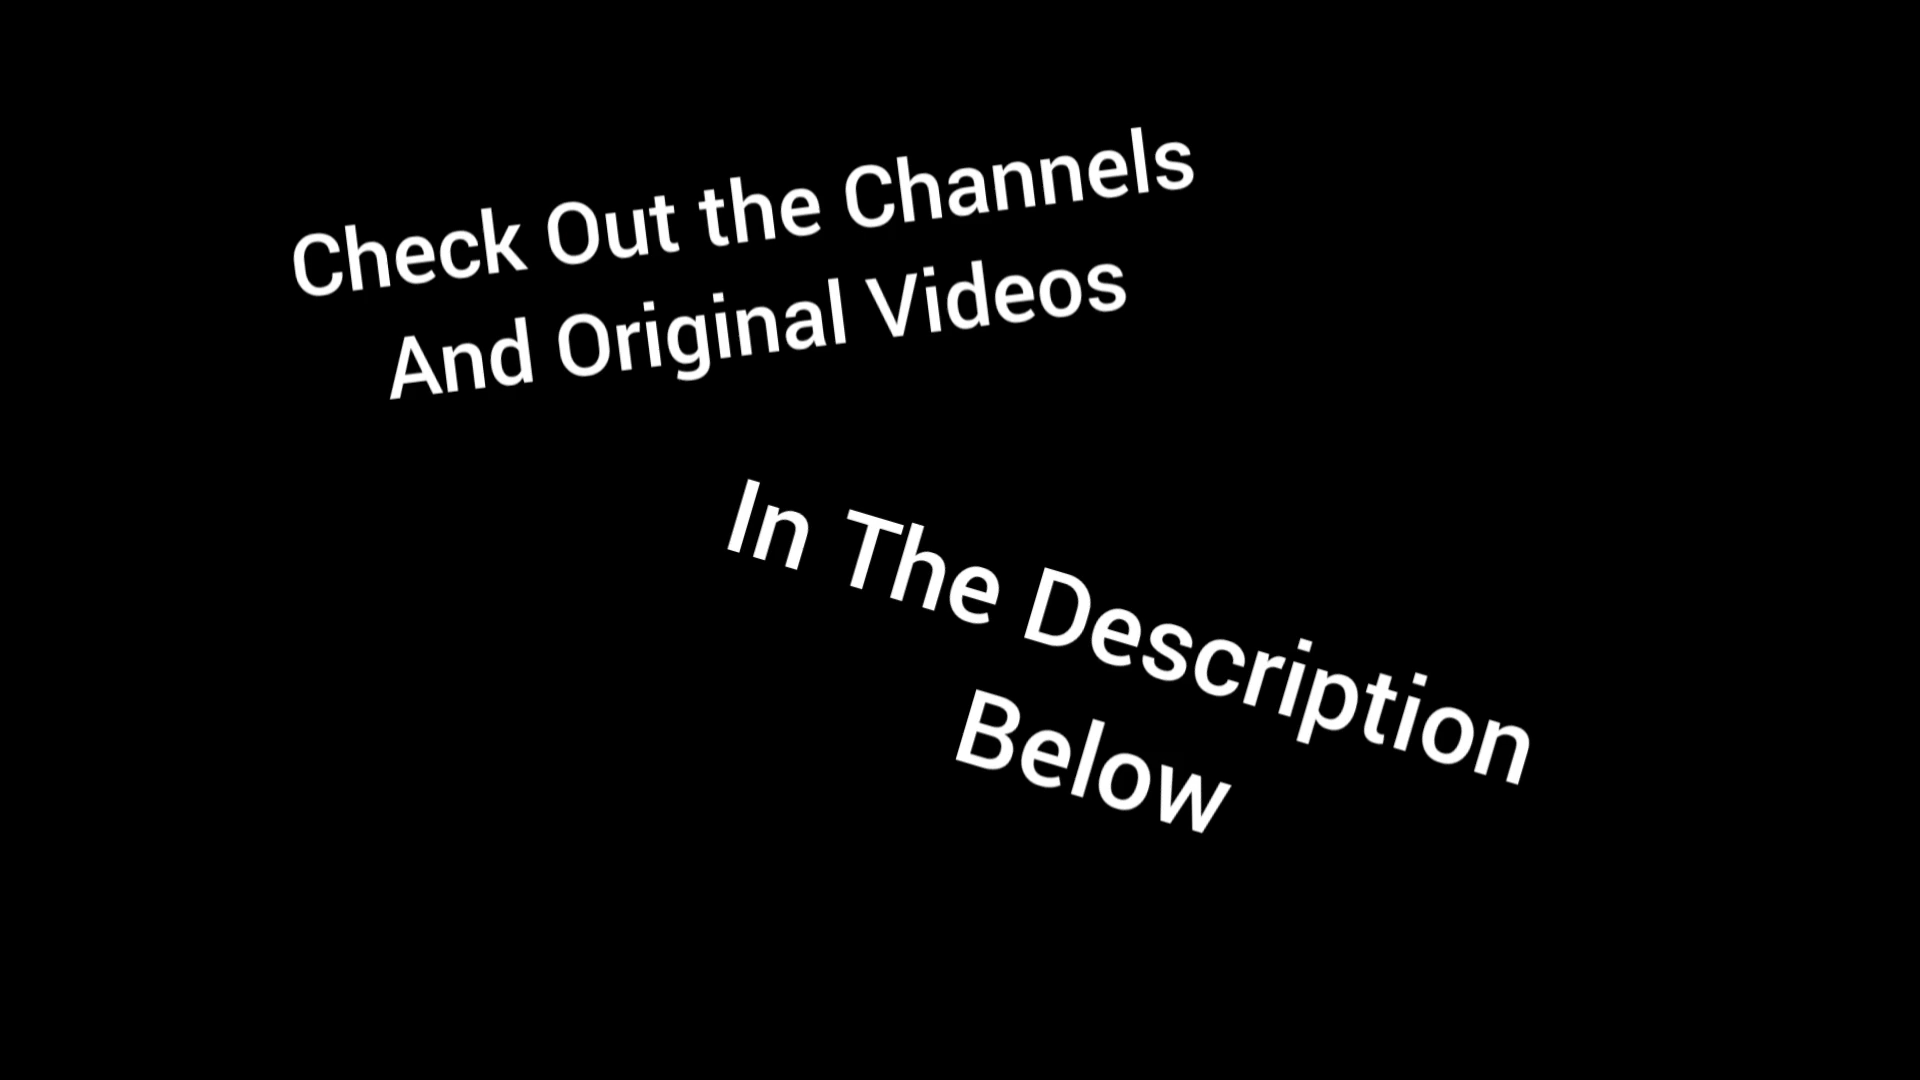 Check Out the Channels
And Original Videos
In The Description
Below